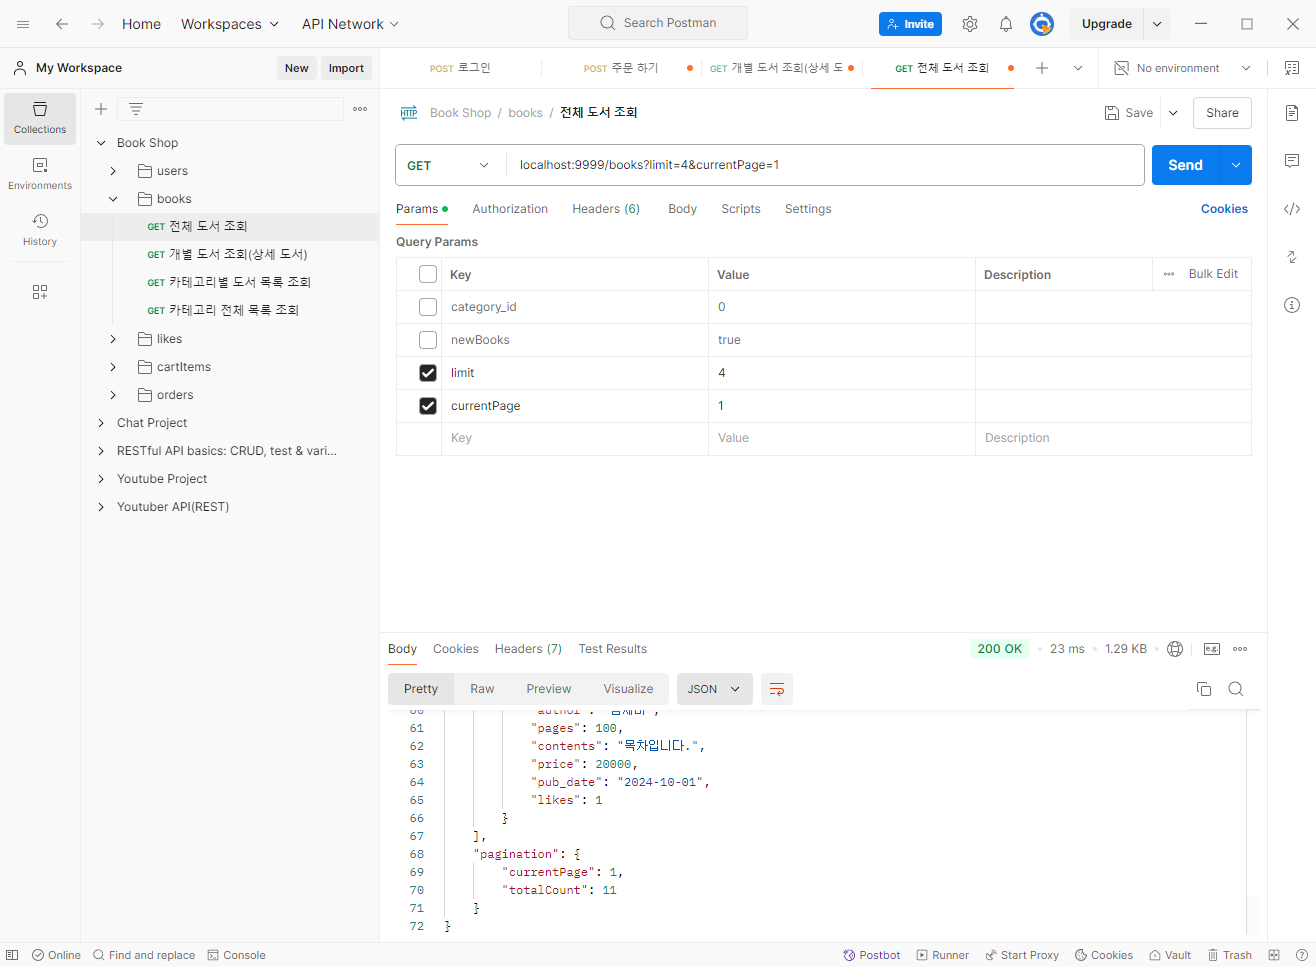 Home Workspaces API Network Search Postman Invite Upgrade
My Workspace New Import
POST 로그인 POST 주문 하기 GET 개별 도서 조회(상세 도 GET 전체 도서 조회 No environment
Collections
Environments
History
Book Shop
users
books
GET 전체 도서 조회
GET 개별 도서 조회(상세 도서)
GET 카테고리별 도서 목록 조회
GET 카테고리 전체 목록 조회
likes
cartItems
orders
Chat Project
RESTful API basics: CRUD, test & vari...
Youtube Project
Youtuber API(REST)
HTTP Book Shop / books / 전체 도서 조회 Save Share
GET localhost:9999/books?limit=4&currentPage=1 Send
Params Authorization Headers (6) Body Scripts Settings Cookies
Query Params
Key Value Description Bulk Edit
category_id 0
newBooks true
limit 4
currentPage 1
Key Value Description
Body Cookies Headers (7) Test Results 200 OK 23 ms 1.29 KB e.g.
Pretty Raw Preview Visualize JSON
60 "author":
61 "pages": 100,
62 "contents": "목차입니다.",
63 "price": 20000,
64 "pub_date": "2024-10-01",
65 "likes": 1
66 }
67 ],
68 "pagination": {
69 "currentPage": 1,
70 "totalCount": 11
71 }
72 }
Online Find and replace Console Postbot Runner Start Proxy Cookies Vault Trash